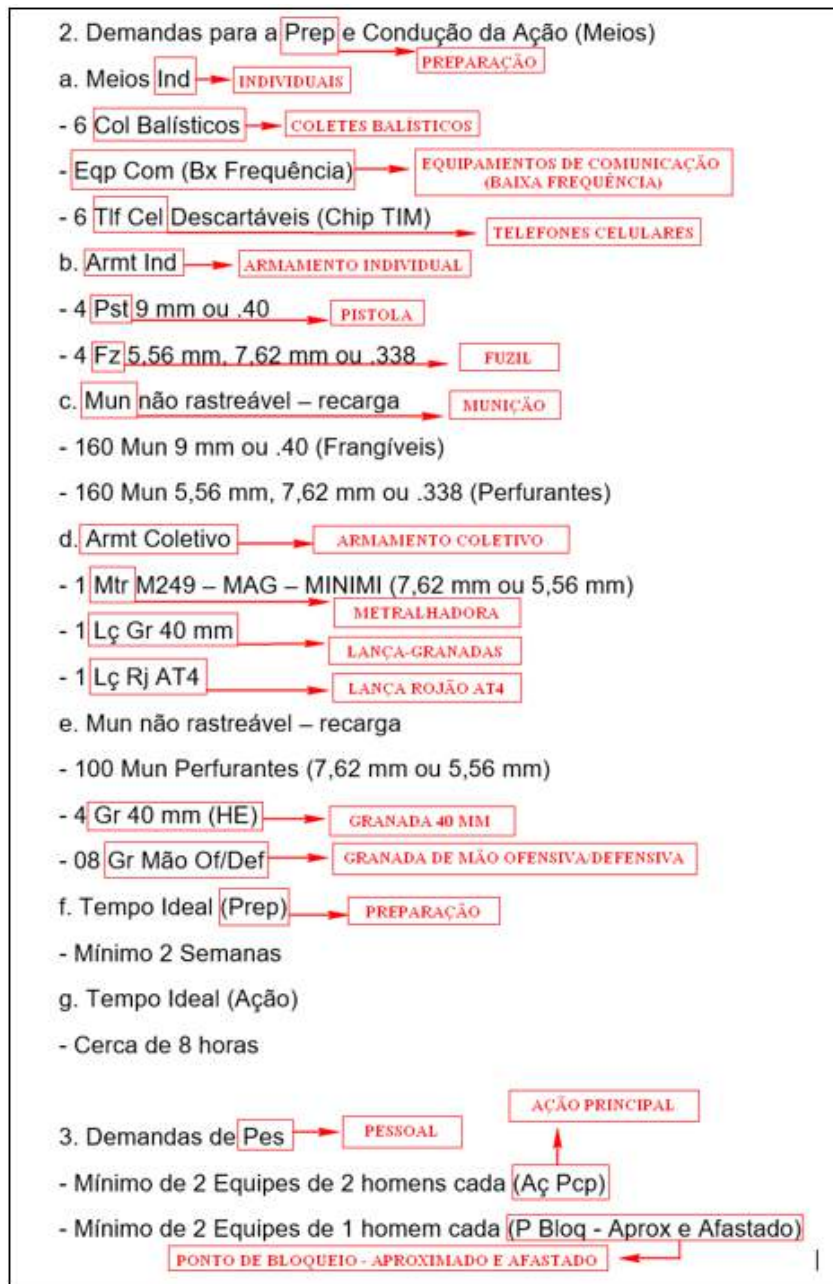 2. Demandas para a Prep e Condução da Ação (Meios)
PREPARAÇÃO
a. Meios Ind
INDIVIDUAIS
- 6 Col Balísticos
COLETES BALÍSTICOS
- Eqp Com (Bx Frequência)
EQUIPAMENTOS DE COMUNICAÇÃO
(BAIXA FREQUÊNCIA)
- 6 Tlf Cel Descartáveis (Chip TIM)
TELEFONES CELULARES
b. Armt Ind
ARMAMENTO INDIVIDUAL
- 4 Pst 9 mm ou .40
PISTOLA
- 4 Fz 5,56 mm, 7,62 mm ou .338
FUZIL
c. Mun não rastreável – recarga
MUNIÇÃO
- 160 Mun 9 mm ou .40 (Frangíveis)
- 160 Mun 5,56 mm, 7,62 mm ou .338 (Perfurantes)
d. Armt Coletivo
ARMAMENTO COLETIVO
- 1 Mtr M249 – MAG – MINIMI (7,62 mm ou 5,56 mm)
METRALHADORA
- 1 Lç Gr 40 mm
LANÇA-GRANADAS
- 1 Lç Rj AT4
LANÇA ROJÃO AT4
e. Mun não rastreável – recarga
- 100 Mun Perfurantes (7,62 mm ou 5,56 mm)
- 4 Gr 40 mm (HE)
GRANADA 40 MM
- 08 Gr Mão Of/Def
GRANADA DE MÃO OFENSIVA/DEFENSIVA
f. Tempo Ideal (Prep)
PREPARAÇÃO
- Mínimo 2 Semanas
g. Tempo Ideal (Ação)
- Cerca de 8 horas
AÇÃO PRINCIPAL
3. Demandas de Pes
PESSOAL
- Mínimo de 2 Equipes de 2 homens cada (Aç Pcp)
- Mínimo de 2 Equipes de 1 homem cada (P Bloq - Aprox e Afastado)
PONTO DE BLOQUEIO - APROXIMADO E AFASTADO